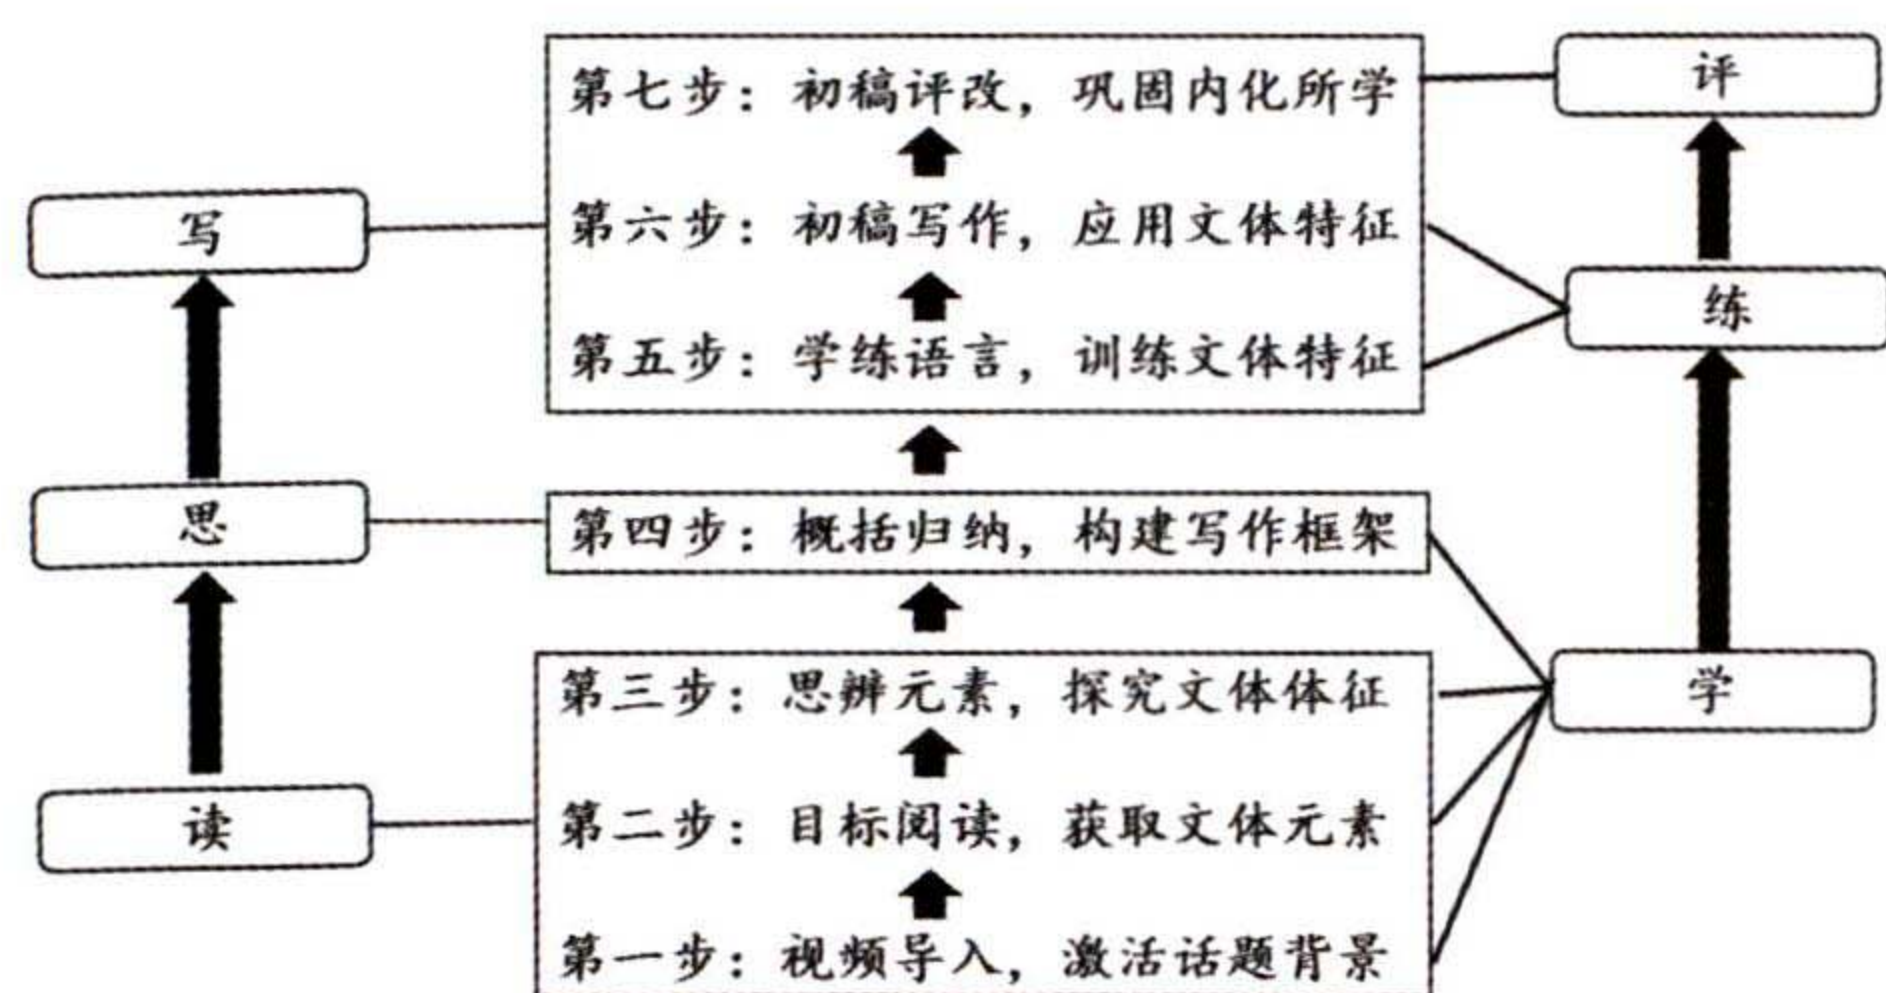 第七步：初稿评改，巩固内化所学
评
写
第六步：初稿写作，应用文体特征
练
第五步：学练语言，训练文体特征
思
第四步：概括归纳，构建写作框架
第三步：思辨元素，探究文体体征
学
读
第二步：目标阅读，获取文体元素
第一步：视频导入，激活话题背景